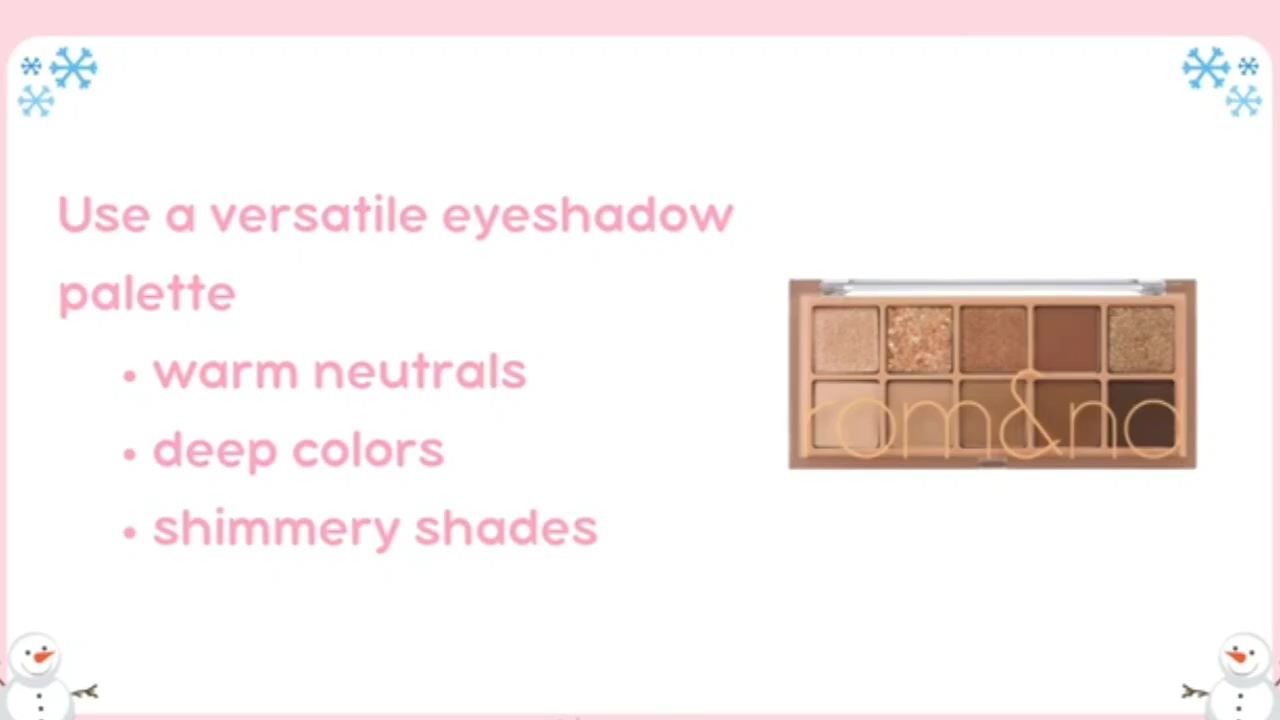 Use a versatile eyeshadow
palette
• warm neutrals
• deep colors
• shimmery shades
rom&nd